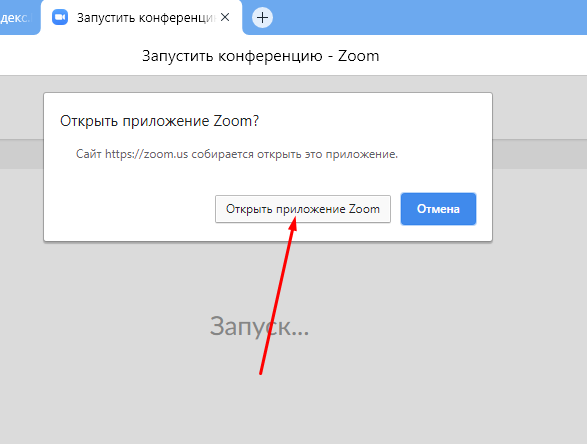 декс.
Запустить конференци
Запустить конференцию - Zoom
Открыть приложение Zoom?
Сайт https://zoom.us собирается открыть это приложение.
Открыть приложение Zoom
Отмена
Запуск...